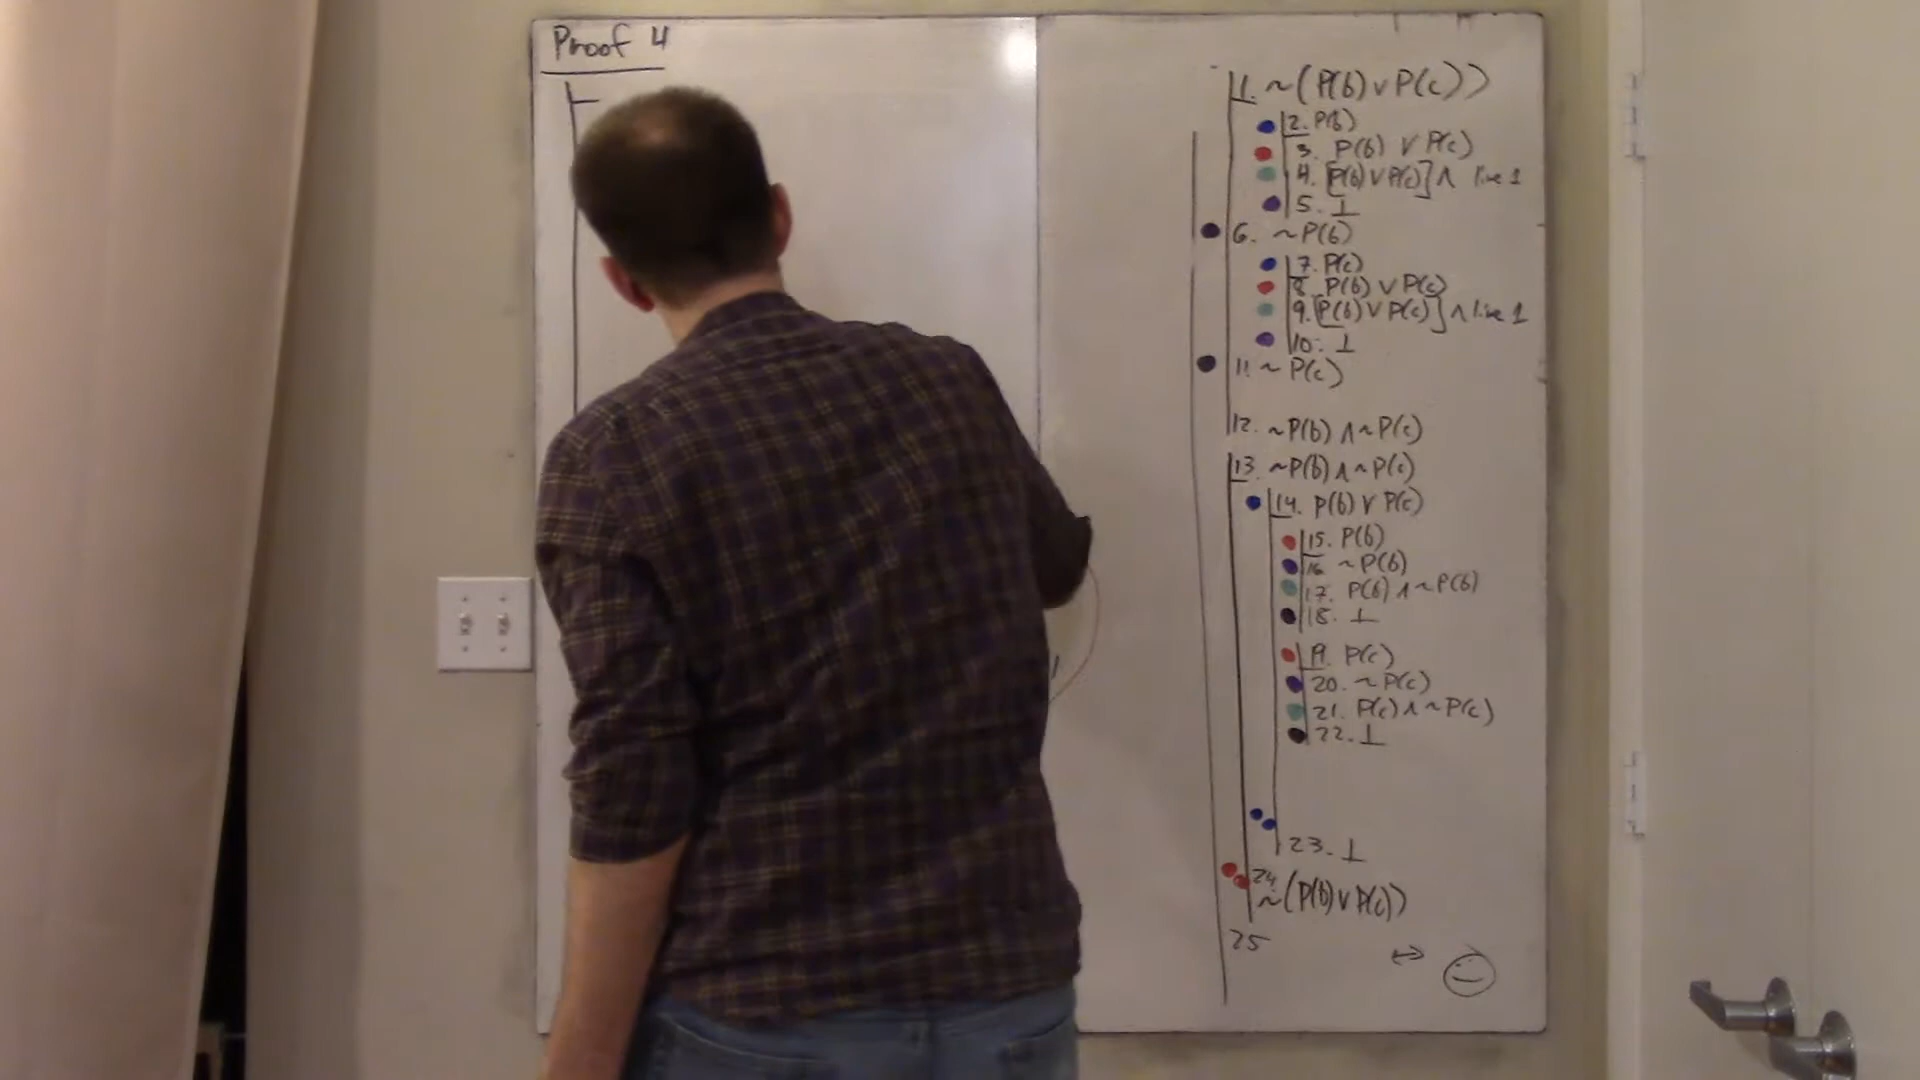 Proof 4
1. ~(P(b) ∨ P(c))
2. P(b)
3. P(b) ∨ P(c)
4. [P(b) ∨ P(c)] ∧ line 1
5. ⊥
6. ~P(b)
7. P(c)
8. P(b) ∨ P(c)
9. [P(b) ∨ P(c)] ∧ line 1
10. ⊥
11. ~P(c)
12. ~P(b) ∧ ~P(c)
13. ~P(b) ∧ ~P(c)
14. P(b) ∨ P(c)
15. P(b)
16. ~P(b)
17. P(b) ∧ ~P(b)
18. ⊥
19. P(c)
20. ~P(c)
21. P(c) ∧ ~P(c)
22. ⊥
23. ⊥
24.
~(P(b) ∨ P(c))
25 ↔